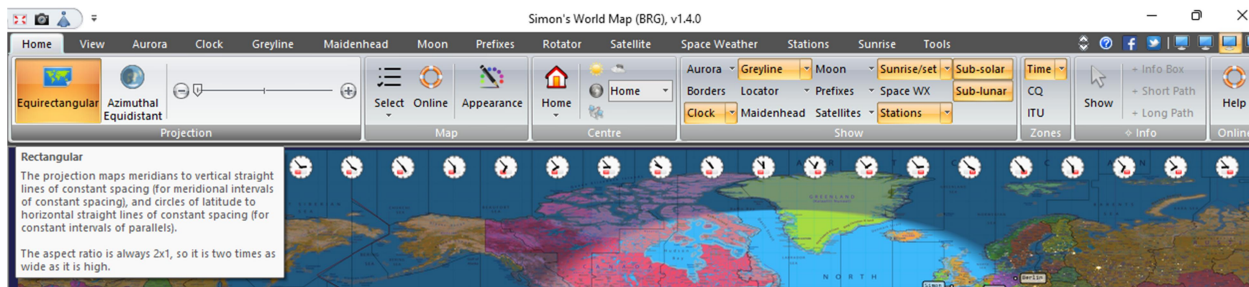 Simon's World Map (BRG), v1.4.0
Home View Aurora Clock Greyline Maidenhead Moon Prefixes Rotator Satellite Space Weather Stations Sunrise Tools
Aurora Greyline Moon Sunrise/set Sub-solar Time + Info Box
Equirectangular Azimuthal Equidistant Select Online Appearance Home Home Borders Locator Prefixes Space WX Sub-lunar CQ Show + Short Path Help
Clock Maidenhead Satellites Stations ITU + Long Path
Projection Map Centre Show Zones Info Online
Rectangular
The projection maps meridians to vertical straight
lines of constant spacing (for meridional intervals
of constant spacing), and circles of latitude to
horizontal straight lines of constant spacing (for
constant intervals of parallels).
The aspect ratio is always 2x1, so it is two times as
wide as it is high.
GREENLAND
NORTH
Berlin
Simon